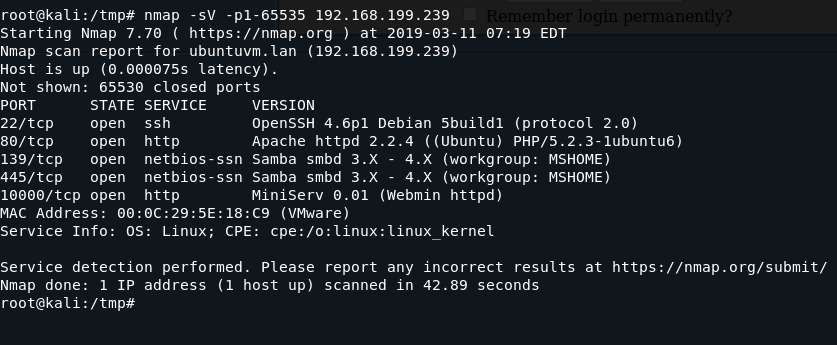 root@kali:/tmp# nmap -sV -p1-65535 192.168.199.239
Remember login permanently?
Starting Nmap 7.70 ( https://nmap.org ) at 2019-03-11 07:19 EDT
Nmap scan report for ubuntuvm.lan (192.168.199.239)
Host is up (0.000075s latency).
Not shown: 65530 closed ports
PORT      STATE SERVICE     VERSION
22/tcp    open  ssh         OpenSSH 4.6p1 Debian 5build1 (protocol 2.0)
80/tcp    open  http        Apache httpd 2.2.4 ((Ubuntu) PHP/5.2.3-1ubuntu6)
139/tcp   open  netbios-ssn Samba smbd 3.X - 4.X (workgroup: MSHOME)
445/tcp   open  netbios-ssn Samba smbd 3.X - 4.X (workgroup: MSHOME)
10000/tcp open  http        MiniServ 0.01 (Webmin httpd)
MAC Address: 00:0C:29:5E:18:C9 (VMware)
Service Info: OS: Linux; CPE: cpe:/o:linux:linux_kernel

Service detection performed. Please report any incorrect results at https://nmap.org/submit/
Nmap done: 1 IP address (1 host up) scanned in 42.89 seconds
root@kali:/tmp#